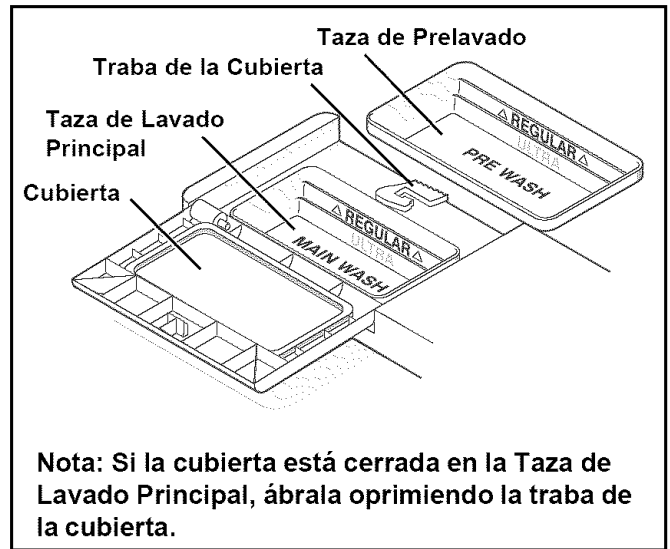 Taza de Prelavado
Traba de la Cubierta
Taza de Lavado
Principal
Cubierta
△ REGULAR △
ULTRA
PRE WASH
△ REGULAR △
ULTRA
MAIN WASH
Nota: Si la cubierta está cerrada en la Taza de
Lavado Principal, ábrala oprimiendo la traba de
la cubierta.